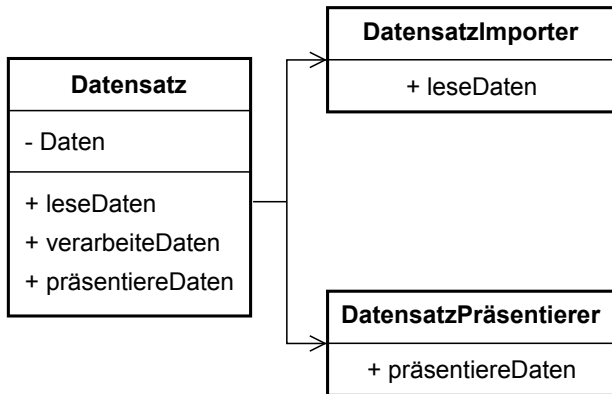 Datensatz
- Daten
+ leseDaten
+ verarbeiteDaten
+ präsentiereDaten
DatensatzImporter
+ leseDaten
DatensatzPräsentierer
+ präsentiereDaten